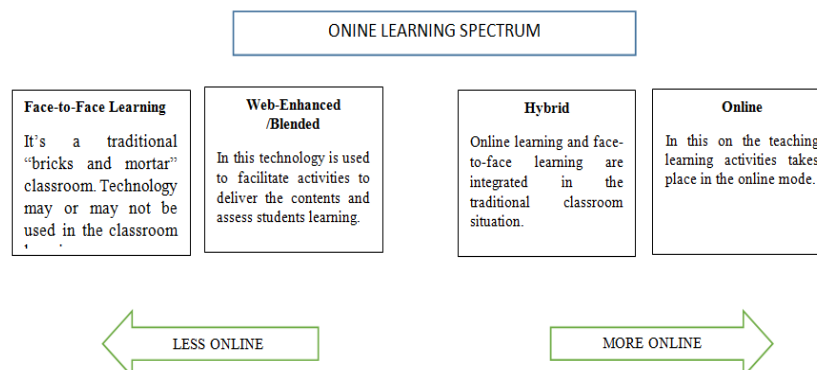 ONINE LEARNING SPECTRUM
Face-to-Face Learning
It’s a traditional
“bricks and mortar”
classroom. Technology
may or may not be
used in the classroom
Web-Enhanced
/Blended
In this technology is used
to facilitate activities to
deliver the contents and
assess students learning.
Hybrid
Online learning and face-
to-face learning are
integrated in the
traditional classroom
situation.
Online
In this on the teaching
learning activities takes
place in the online mode.
LESS ONLINE
MORE ONLINE